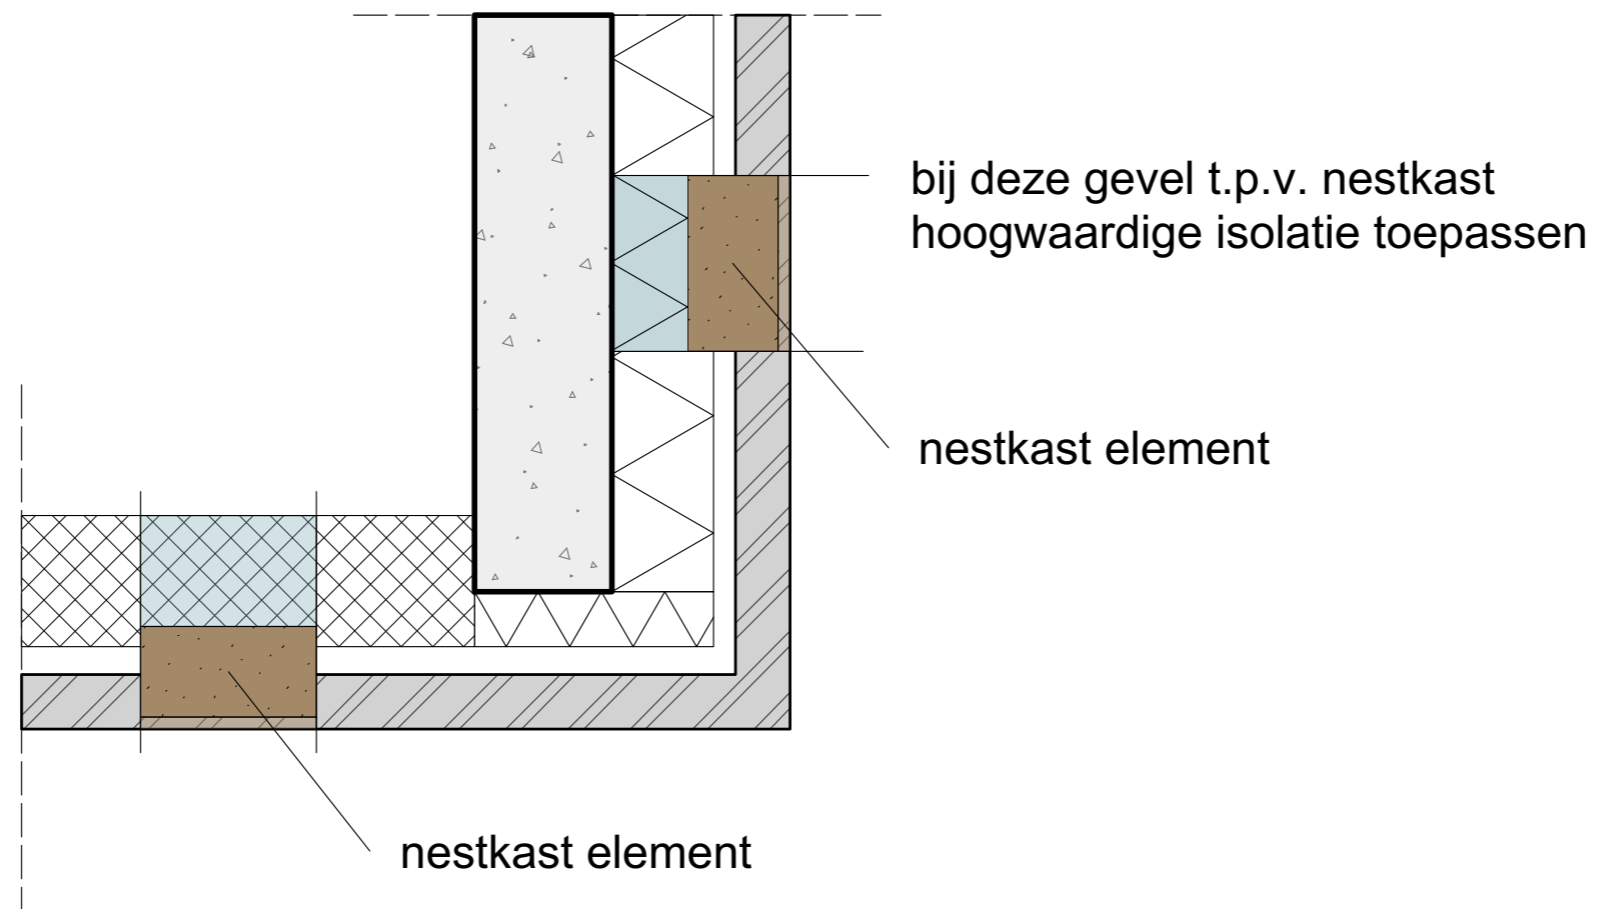 bij deze gevel t.p.v. nestkast
hoogwaardige isolatie toepassen
nestkast element
nestkast element